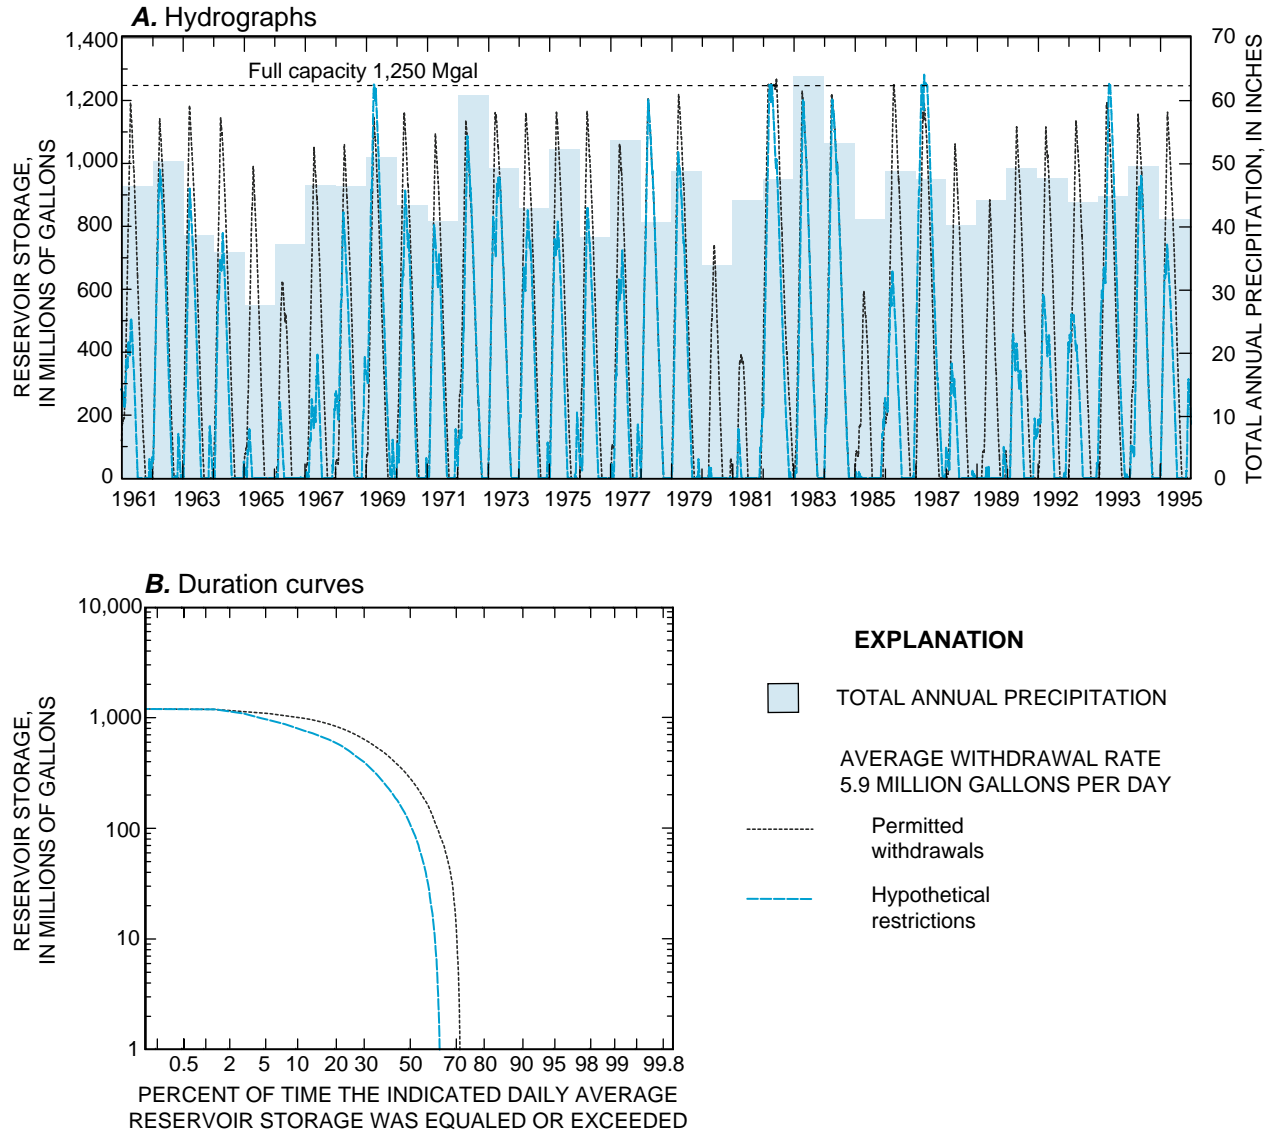 A. Hydrographs
1,400
1,200
1,000
800
600
400
200
0
RESERVOIR STORAGE,
IN MILLIONS OF GALLONS
Full capacity 1,250 Mgal
70
60
50
40
30
20
10
0
TOTAL ANNUAL PRECIPITATION, IN INCHES
1961 1963 1965 1967 1969 1971 1973 1975 1977 1979 1981 1983 1985 1987 1989 1992 1993 1995
B. Duration curves
10,000
1,000
100
10
1
RESERVOIR STORAGE,
IN MILLIONS OF GALLONS
0.5 2 5 10 20 30 50 70 80 90 95 98 99 99.8
PERCENT OF TIME THE INDICATED DAILY AVERAGE
RESERVOIR STORAGE WAS EQUALED OR EXCEEDED
EXPLANATION
TOTAL ANNUAL PRECIPITATION
AVERAGE WITHDRAWAL RATE
5.9 MILLION GALLONS PER DAY
Permitted
withdrawals
Hypothetical
restrictions